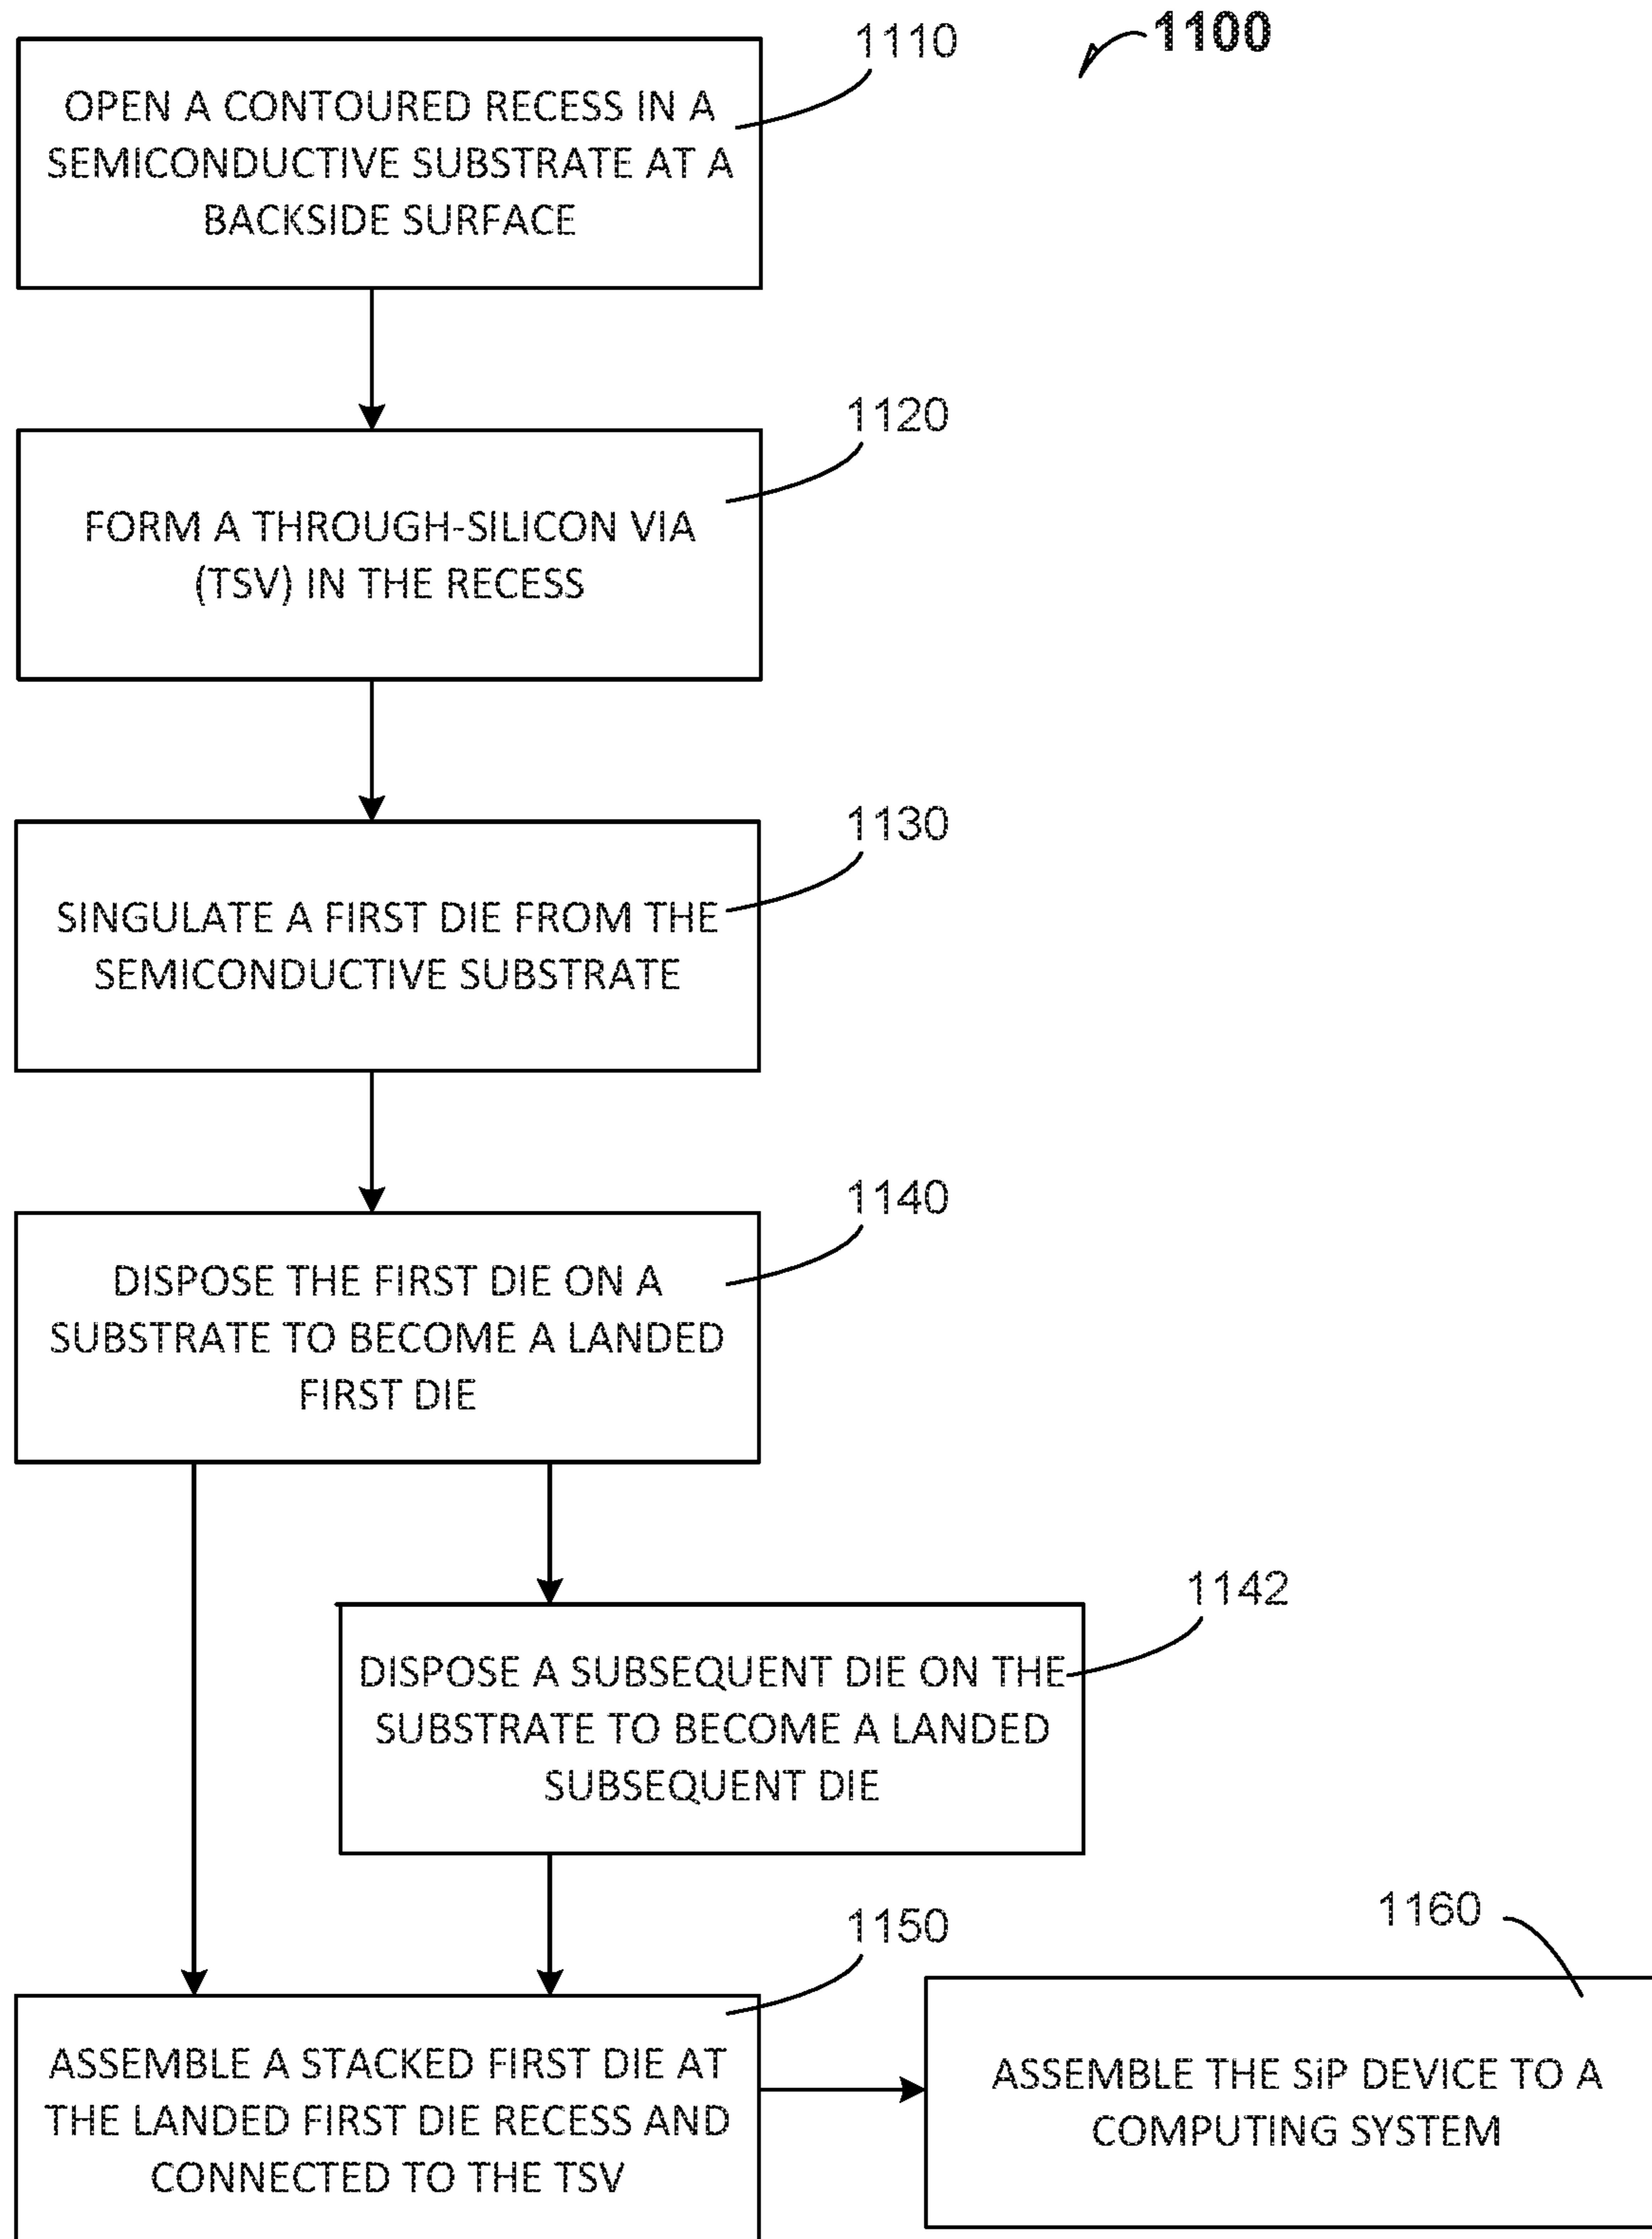 1100
1110
OPEN A CONTOURED RECESS IN A
SEMICONDUCTIVE SUBSTRATE AT A
BACKSIDE SURFACE
1120
FORM A THROUGH-SILICON VIA
(TSV) IN THE RECESS
1130
SINGULATE A FIRST DIE FROM THE
SEMICONDUCTIVE SUBSTRATE
1140
DISPOSE THE FIRST DIE ON A
SUBSTRATE TO BECOME A LANDED
FIRST DIE
1142
DISPOSE A SUBSEQUENT DIE ON THE
SUBSTRATE TO BECOME A LANDED
SUBSEQUENT DIE
1150
ASSEMBLE A STACKED FIRST DIE AT
THE LANDED FIRST DIE RECESS AND
CONNECTED TO THE TSV
1160
ASSEMBLE THE SiP DEVICE TO A
COMPUTING SYSTEM